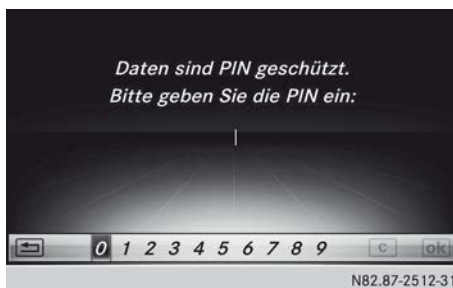 Daten sind PIN geschützt.
Bitte geben Sie die PIN ein:
0 1 2 3 4 5 6 7 8 9 c ok
N82.87-2512-31